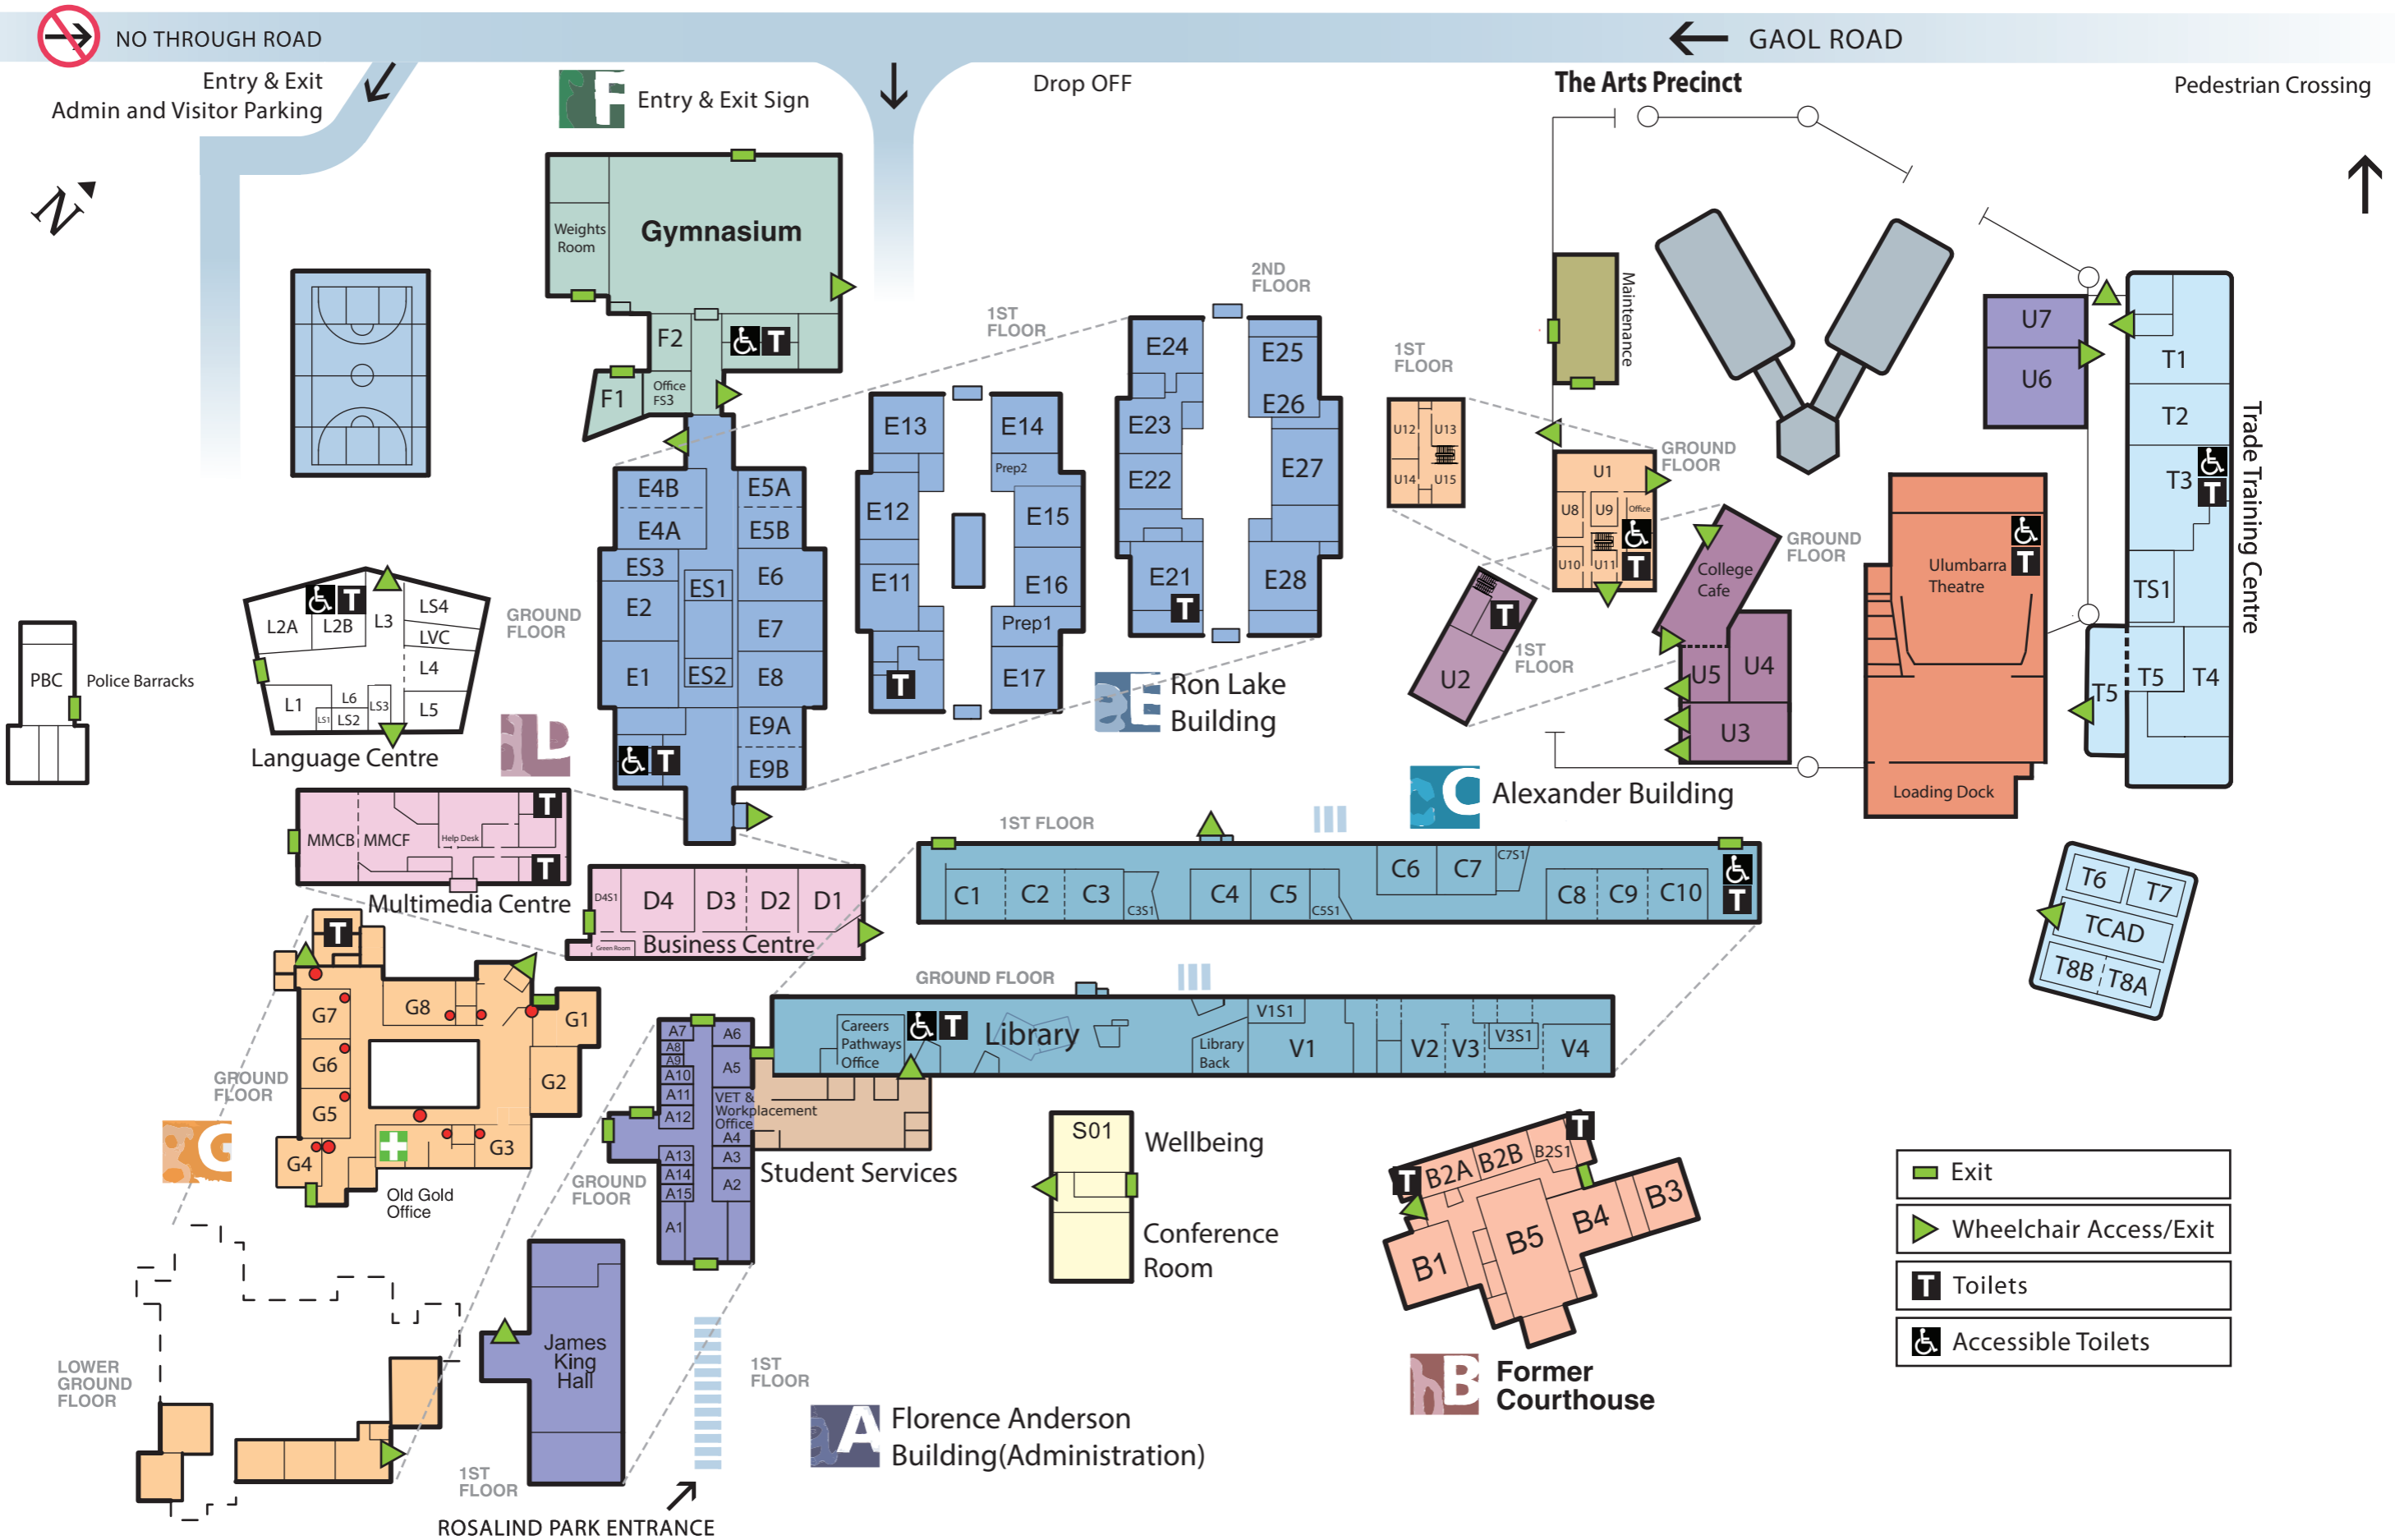 NO THROUGH ROAD
GAOL ROAD
Entry & Exit
Admin and Visitor Parking
F
Entry & Exit Sign
Drop OFF
The Arts Precinct
Pedestrian Crossing
N
Weights
Room
Gymnasium
F2
T
F1
Office
FS3
1ST
FLOOR
2ND
FLOOR
E4B
E5A
E4A
E5B
ES3
E6
ES1
E2
E7
E1
ES2
E8
E9A
T
E9B
GROUND
FLOOR
E13
E14
Prep2
E12
E15
E11
E16
Prep1
T
E17
E24
E25
E26
E23
E22
E27
E21
E28
T
E
Ron Lake
Building
Maintenance
1ST
FLOOR
U12
U13
U14
U15
GROUND
FLOOR
U1
U8
U9
Office
U10
U11
T
GROUND
FLOOR
College
Cafe
U5
U4
U3
T
U2
1ST
FLOOR
U7
U6
Ulumbarra
Theatre
T
Loading Dock
T1
T2
T3
T
TS1
T5
T5
T4
Trade Training Centre
T6
T7
TCAD
T8B
T8A
PBC
Police Barracks
T
L2A
L2B
L3
LS4
LVC
L4
L1
L6
LS3
L5
LS1
LS2
Language Centre
D
MMCB
MMCF
Help Desk
T
T
Multimedia Centre
D4S1
D4
D3
D2
D1
Green Room
Business Centre
C
Alexander Building
1ST FLOOR
C1
C2
C3
C3S1
C4
C5
C5S1
C6
C7
C7S1
C8
C9
C10
T
GROUND FLOOR
Careers
Pathways
Office
T
Library
Library
Back
V1S1
V1
V2
V3
V3S1
V4
T
G7
G8
G1
G6
G2
G5
G4
G3
GROUND
FLOOR
G
Old Gold
Office
LOWER
GROUND
FLOOR
A7
A6
A8
A9
A5
A10
A11
VET &
Workplacement
Office
A12
A4
A13
A3
A14
A2
A15
A1
GROUND
FLOOR
Student Services
James
King
Hall
1ST
FLOOR
1ST
FLOOR
ROSALIND PARK ENTRANCE
A
Florence Anderson
Building(Administration)
S01
Wellbeing
Conference
Room
T
T
B2A
B2B
B2S1
B1
B5
B4
B3
B
Former
Courthouse
Exit
Wheelchair Access/Exit
T
Toilets
Accessible Toilets